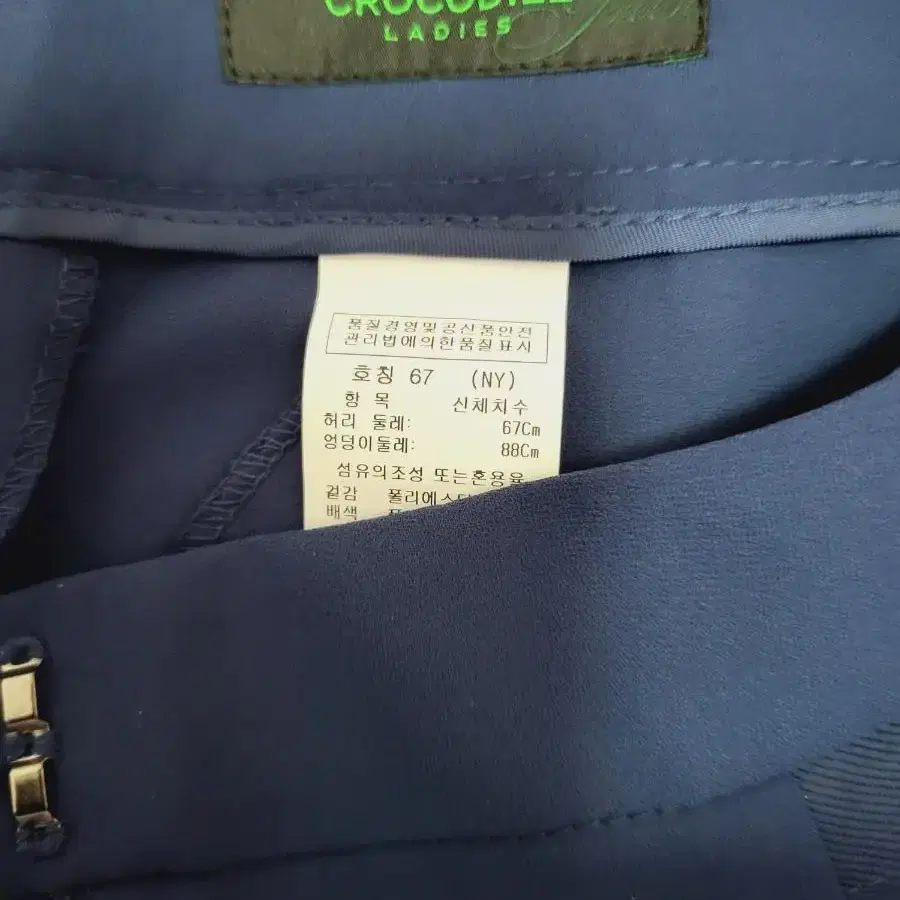 CROCODILE
LADIES
품질경영및공산품안전
관리법에의한품질표시
호칭 67 (NY)
항 목 신체치수
허리 둘레: 67Cm
엉덩이둘레: 88Cm
섬유의조성 또는혼용율
겉감
배색